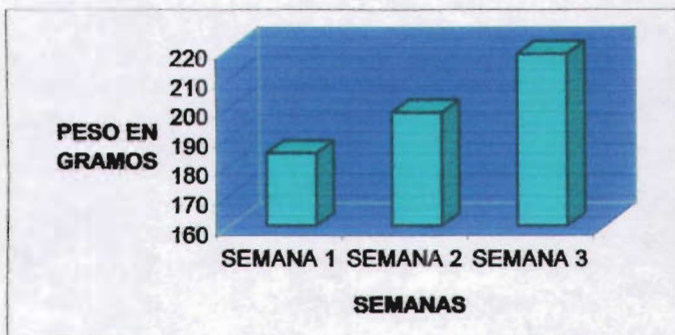 220
210
200
190
180
170
160
PESO EN
GRAMOS
SEMANA 1 SEMANA 2 SEMANA 3
SEMANAS